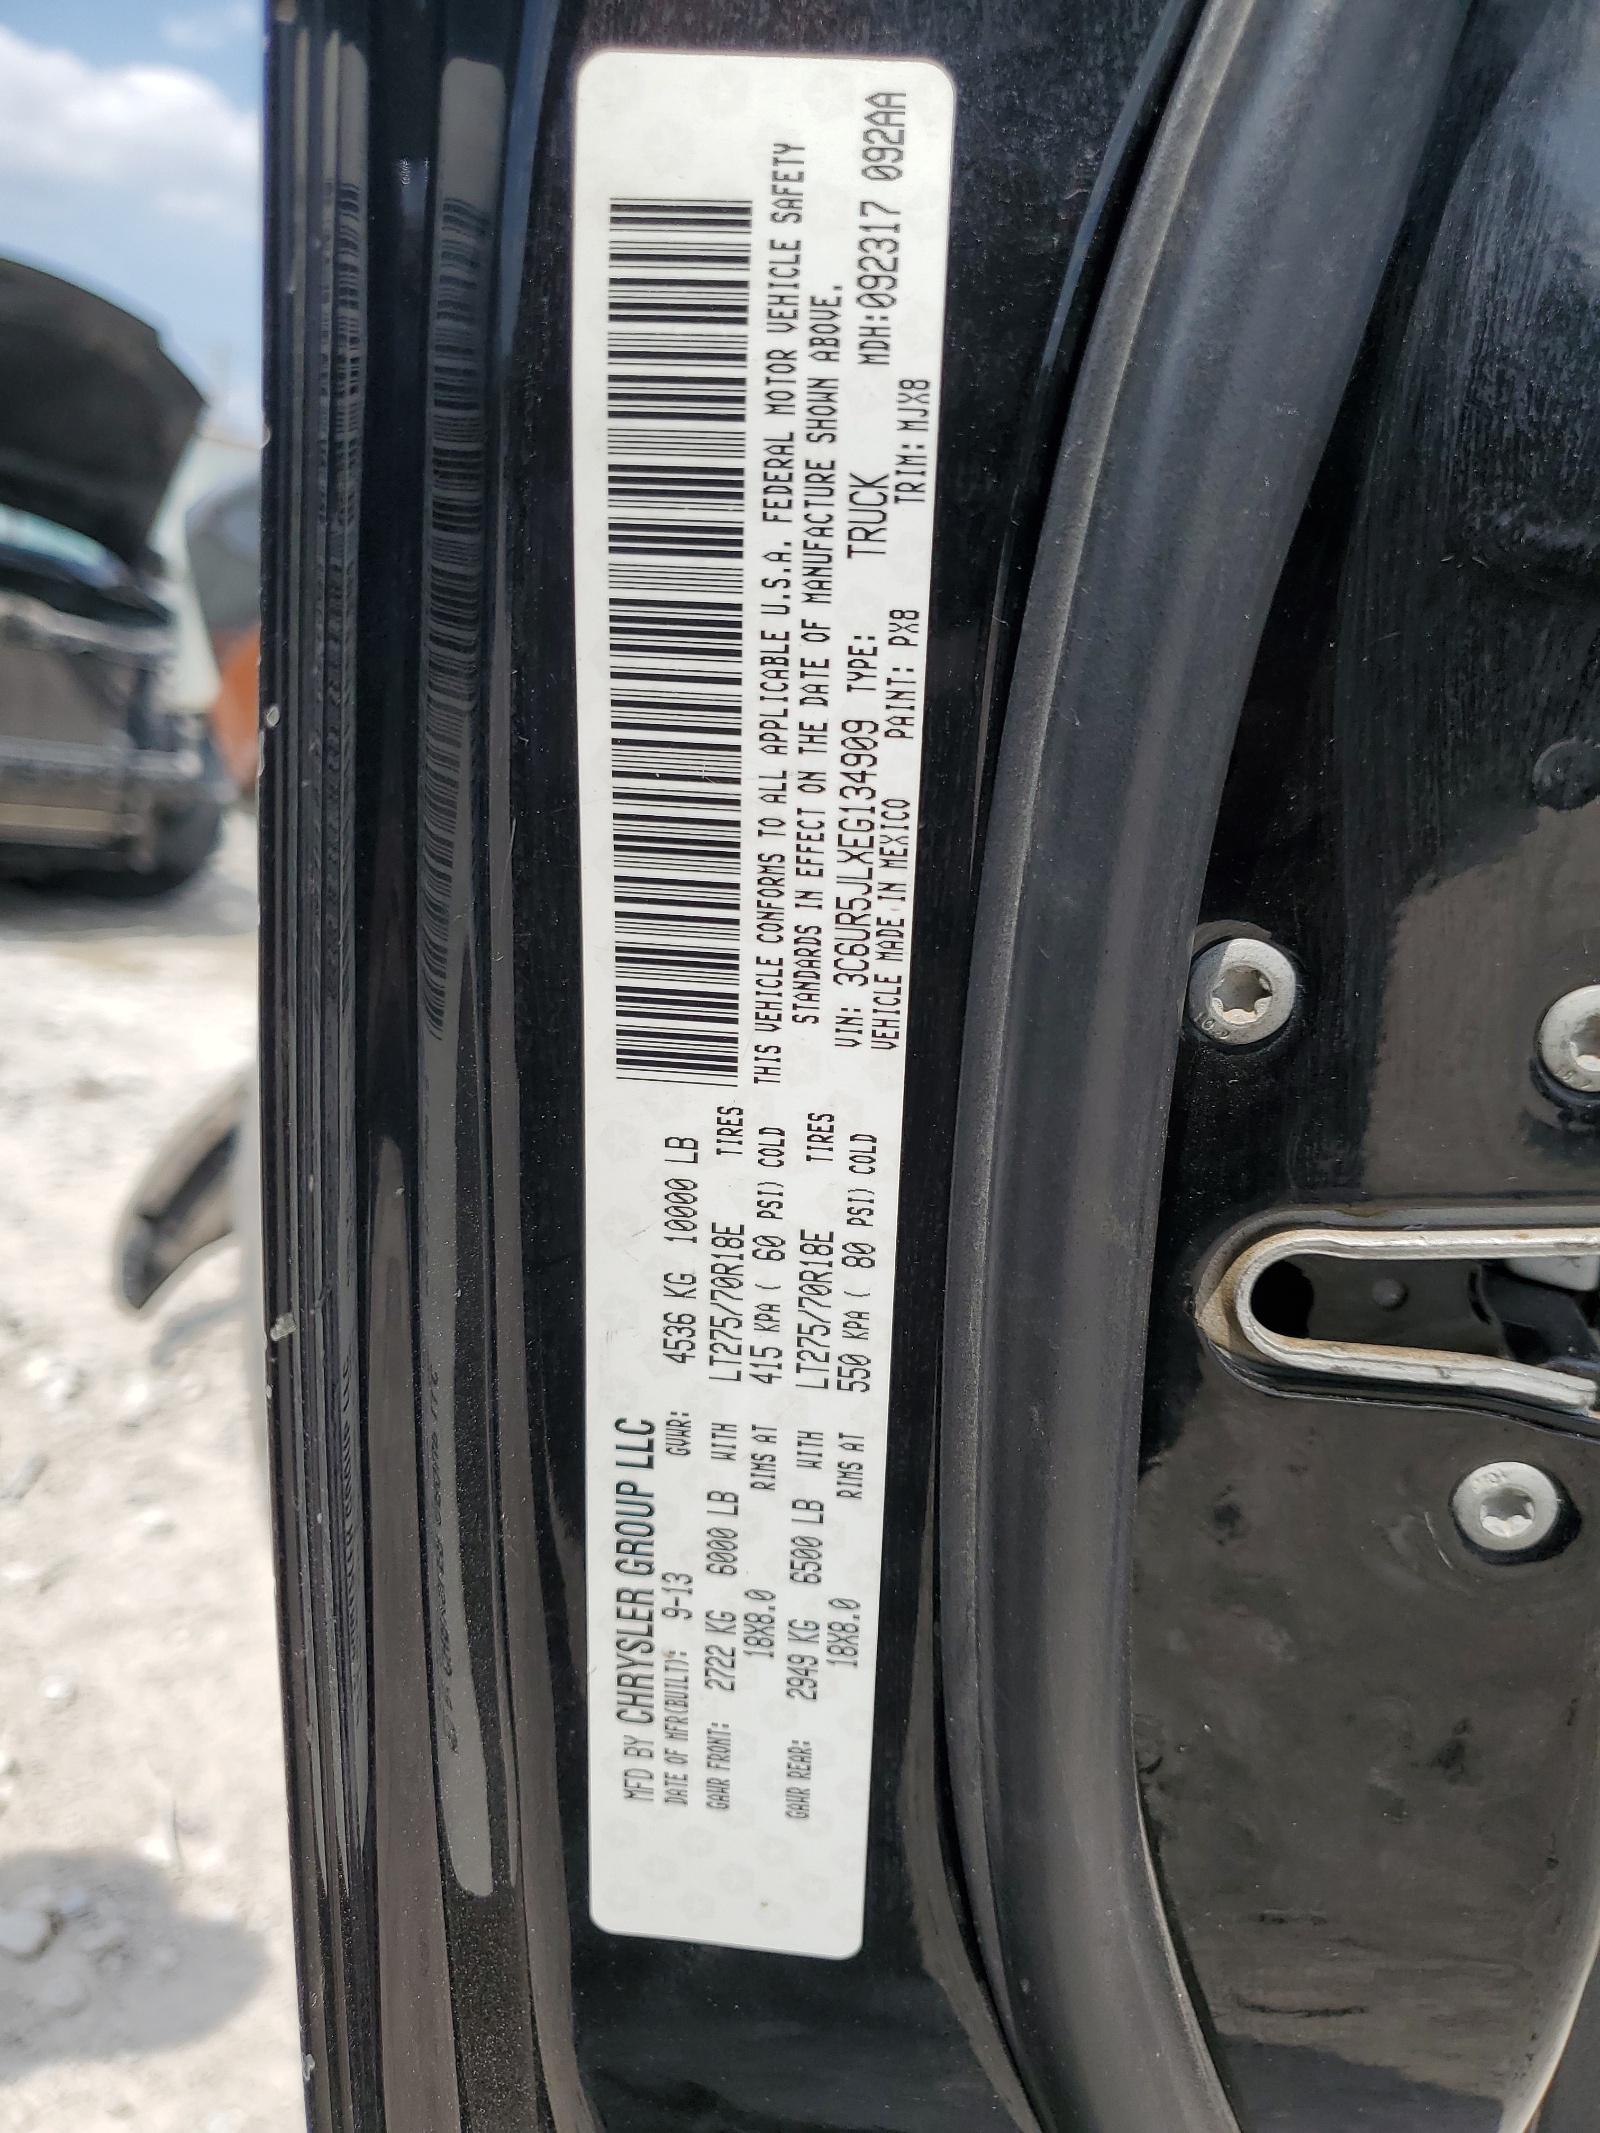 MFD BY CHRYSLER GROUP LLC
DATE OF MFR(BUILT): 9-13 GVWR: 4536 KG 10000 LB
GAWR FRONT: 2722 KG 6000 LB WITH LT275/70R18E TIRES
18X8.0 RIMS AT 415 KPA ( 60 PSI) COLD
GAWR REAR: 2949 KG 6500 LB WITH LT275/70R18E TIRES
18X8.0 RIMS AT 550 KPA ( 80 PSI) COLD
THIS VEHICLE CONFORMS TO ALL APPLICABLE U.S.A. FEDERAL MOTOR VEHICLE SAFETY
STANDARDS IN EFFECT ON THE DATE OF MANUFACTURE SHOWN ABOVE.
VIN: 3C6UR5JLXEG134909 TYPE: TRUCK MDH:092317 092AA
VEHICLE MADE IN MEXICO PAINT: PX8 TRIM: MJX8